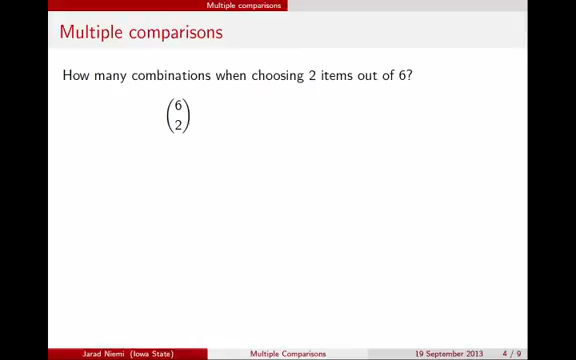 Multiple comparisons
Multiple comparisons
How many combinations when choosing 2 items out of 6?
(6
2)
Jarad Niemi (Iowa State) Multiple Comparisons 19 September 2013 4 / 9